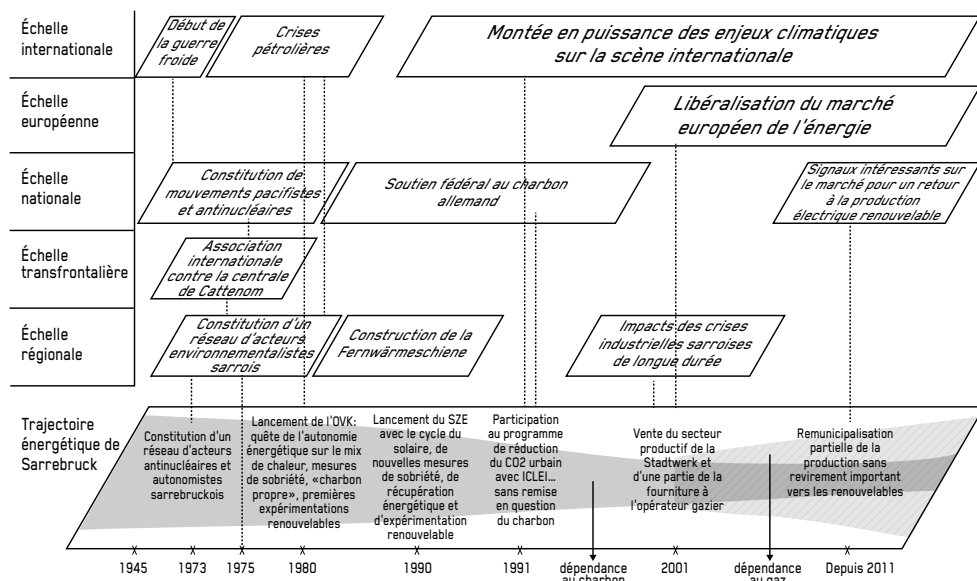 Échelle
internationale
Début de
la guerre
froide
Crises
pétrolières
Montée en puissance des enjeux climatiques
sur la scène internationale
Échelle
européenne
Libéralisation du marché
européen de l'énergie
Échelle
nationale
Constitution de
mouvements pacifistes
et antinucléaires
Soutien fédéral au charbon
allemand
Signaux intéressants sur
le marché pour un retour
à la production
électrique renouvelable
Échelle
transfrontalière
Association
internationale
contre la centrale
de Cattenom
Échelle
régionale
Constitution d'un
réseau d'acteurs
environnementalistes
sarrois
Construction de la
Fernwärmeschiene
Impacts des crises
industrielles sarroises
de longue durée
Trajectoire
énergétique de
Sarrebruck
Constitution d'un
réseau d'acteurs
antinucléaires et
autonomistes
sarrebruckois
Lancement de l'OVK:
quête de l'autonomie
énergétique sur le mix
de chaleur, mesures
de sobriété, «charbon
propre», premières
expérimentations
renouvelables
Lancement du SZE
avec le cycle du
solaire, de
nouvelles mesures
de sobriété, de
récupération
énergétique et
d'expérimentation
renouvelable
Participation
au programme
de réduction
du CO2 urbain
avec ICLEI...
sans remise
en question
du charbon
Vente du secteur
productif de la
Stadtwerk et
d'une partie de la
fourniture à
l'opérateur gazier
Remunicipalisation
partielle de la
production sans
revirement important
vers les renouvelables
1945
1973
1975
1980
1990
1991
dépendance
au charbon
2001
dépendance
au gaz
Depuis 2011